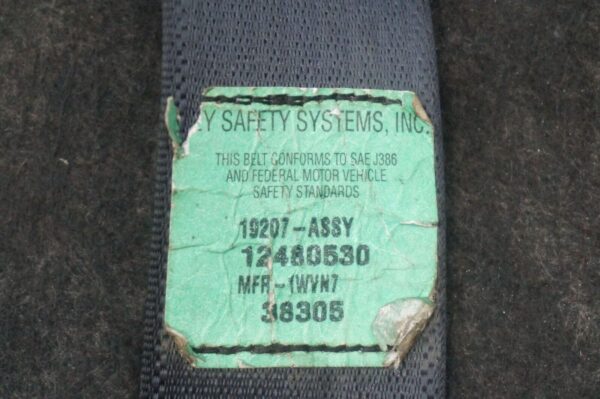 EY SAFETY SYSTEMS, INC.
THIS BELT CONFORMS TO SAE J386
AND FEDERAL MOTOR VEHICLE
SAFETY STANDARDS
19207-ASSY
12480530
MFR-1WVN7
38305